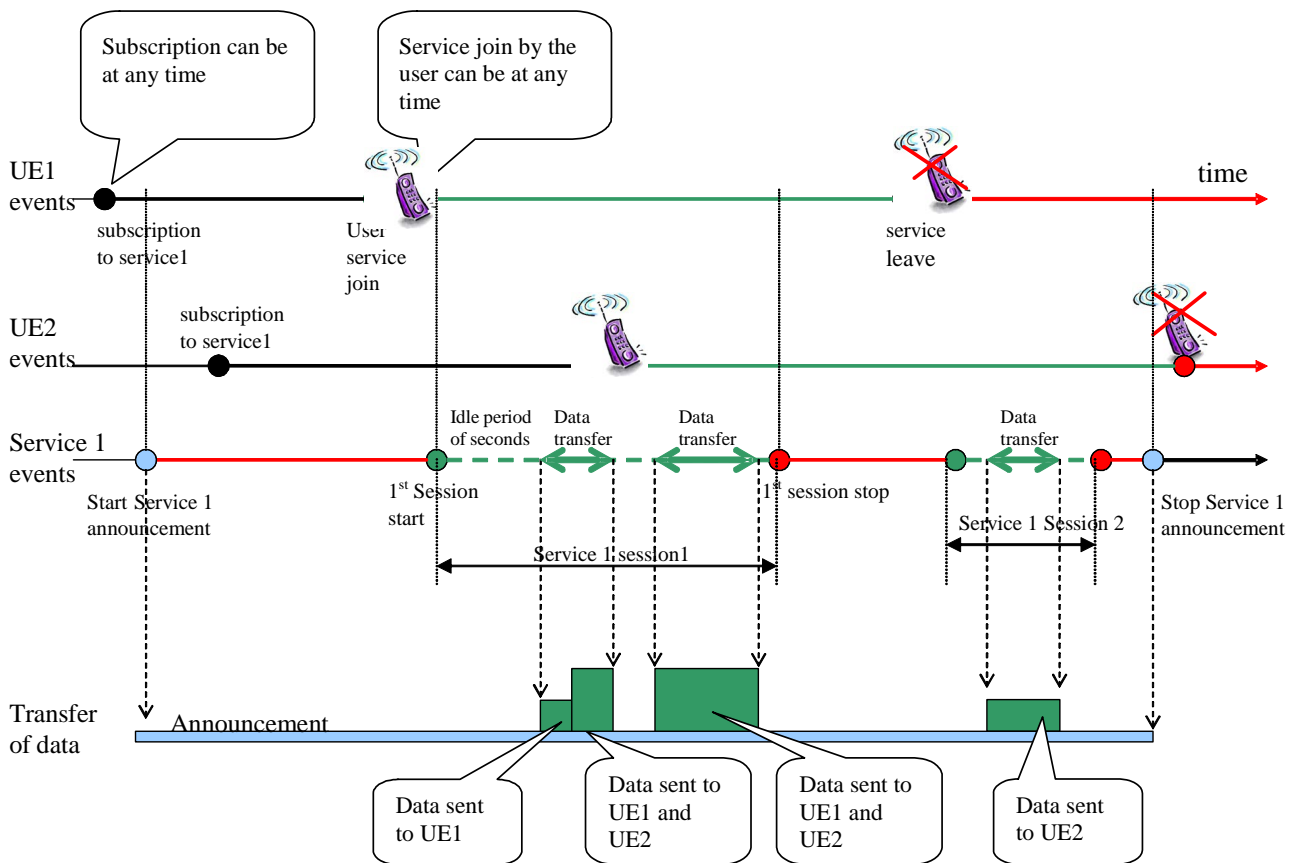 Subscription can be
at any time
Service join by the
user can be at any
time
UE1
events
time
subscription
to service1
User
service
join
service
leave
UE2
events
subscription
to service1
Service 1
events
Idle period
of seconds
Data
transfer
Data
transfer
Data
transfer
Start Service 1
announcement
1st Session
start
1st session stop
Service 1 Session 2
Stop Service 1
announcement
Service 1 session1
Transfer
of data
Announcement
Data sent
to UE1
Data sent to
UE1 and
UE2
Data sent to
UE1 and
UE2
Data sent
to UE2